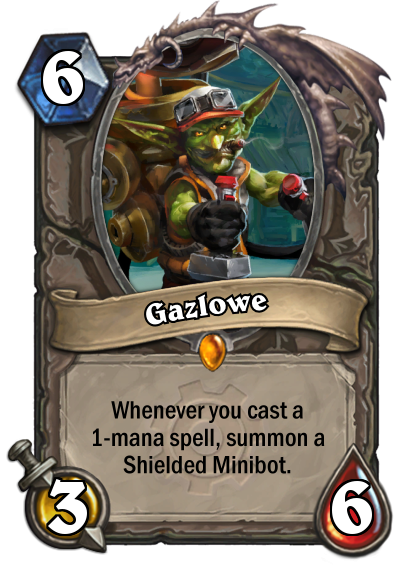 6
Gazlowe
Whenever you cast a
1-mana spell, summon a
Shielded Minibot.
3
6